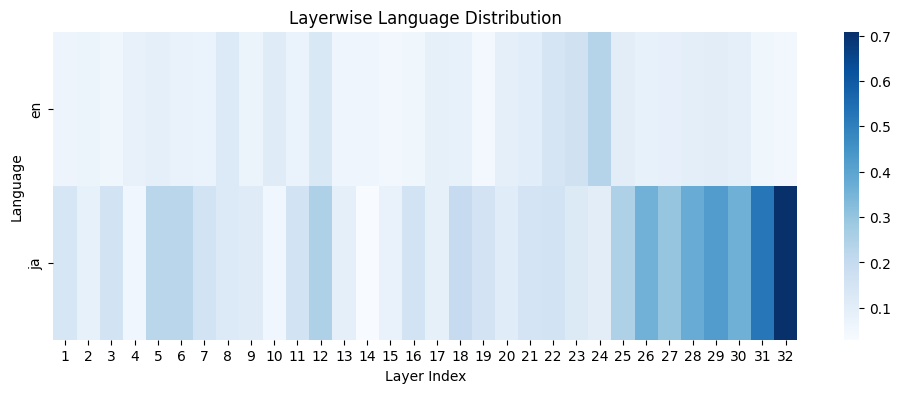 Layerwise Language Distribution
en
ja
Language
1 2 3 4 5 6 7 8 9 10 11 12 13 14 15 16 17 18 19 20 21 22 23 24 25 26 27 28 29 30 31 32
Layer Index
0.7
0.6
0.5
0.4
0.3
0.2
0.1